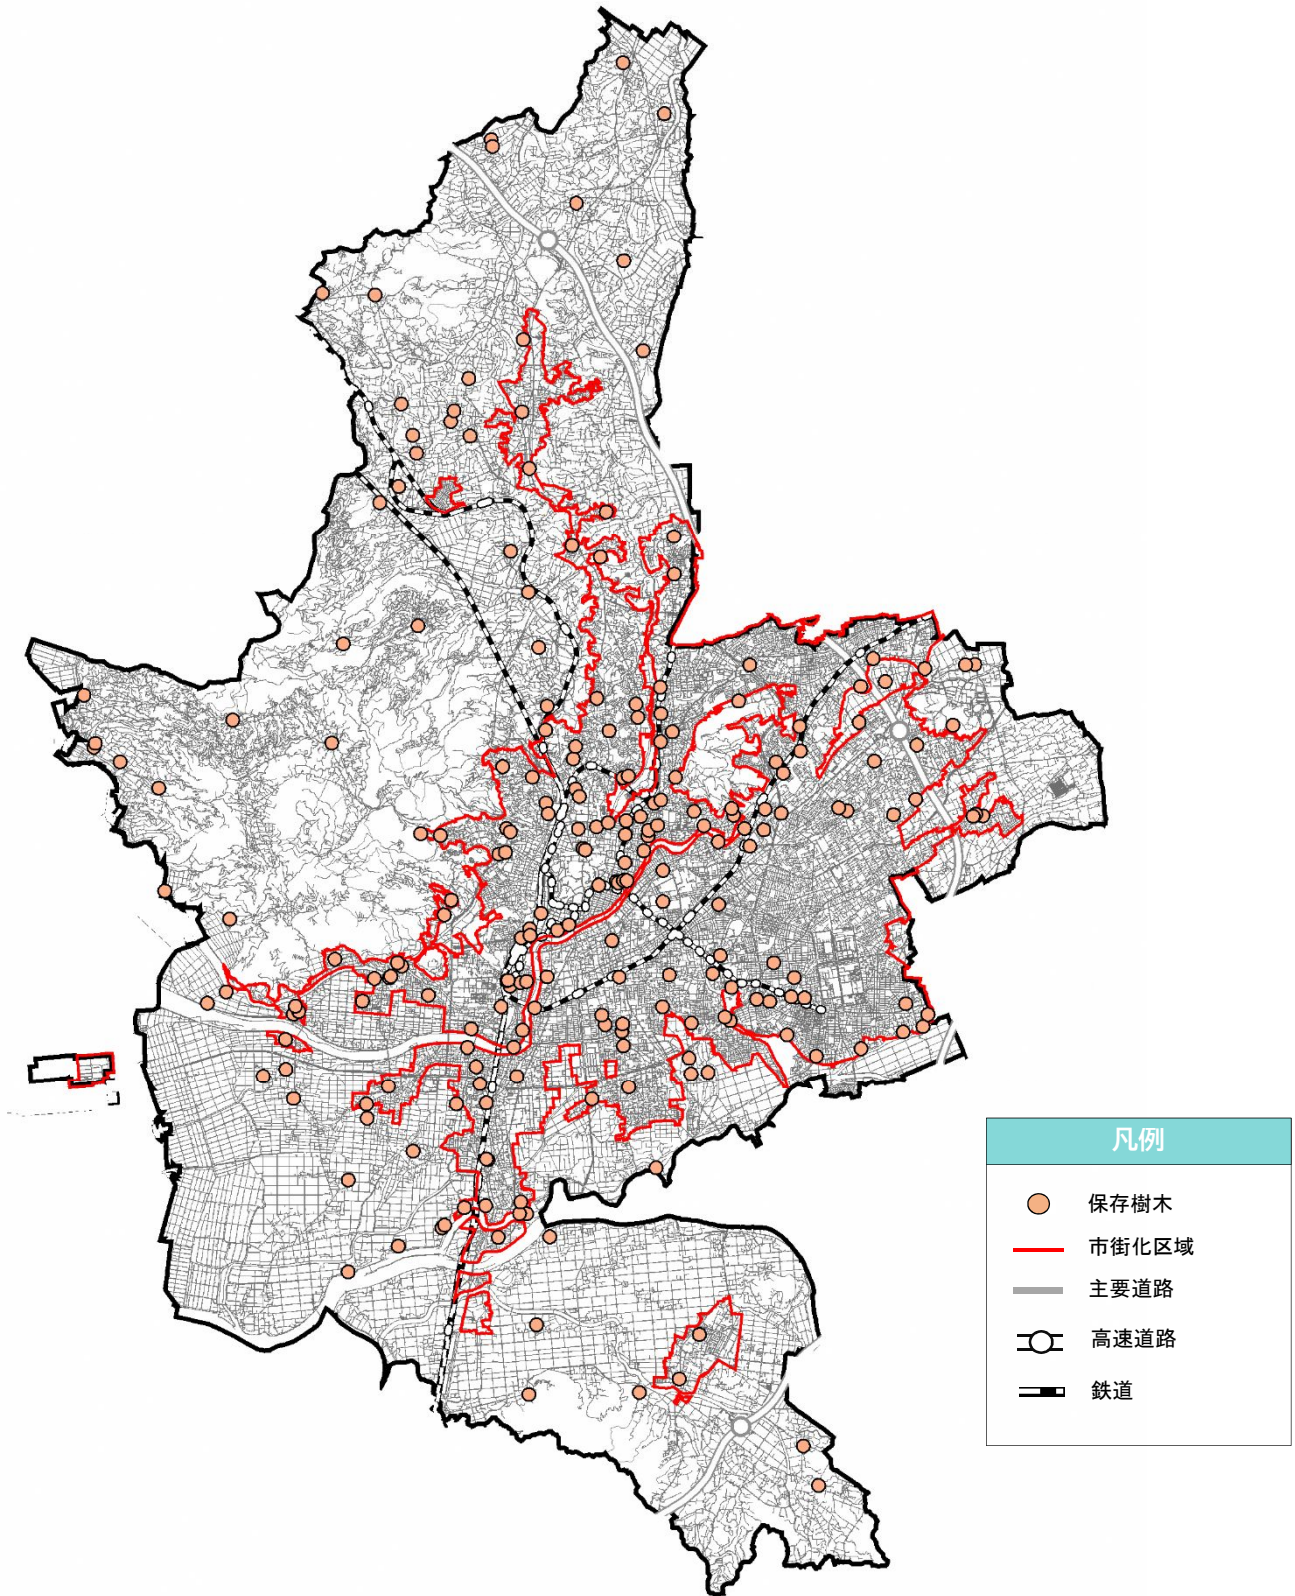 凡例
保存樹木
市街化区域
主要道路
高速道路
鉄道